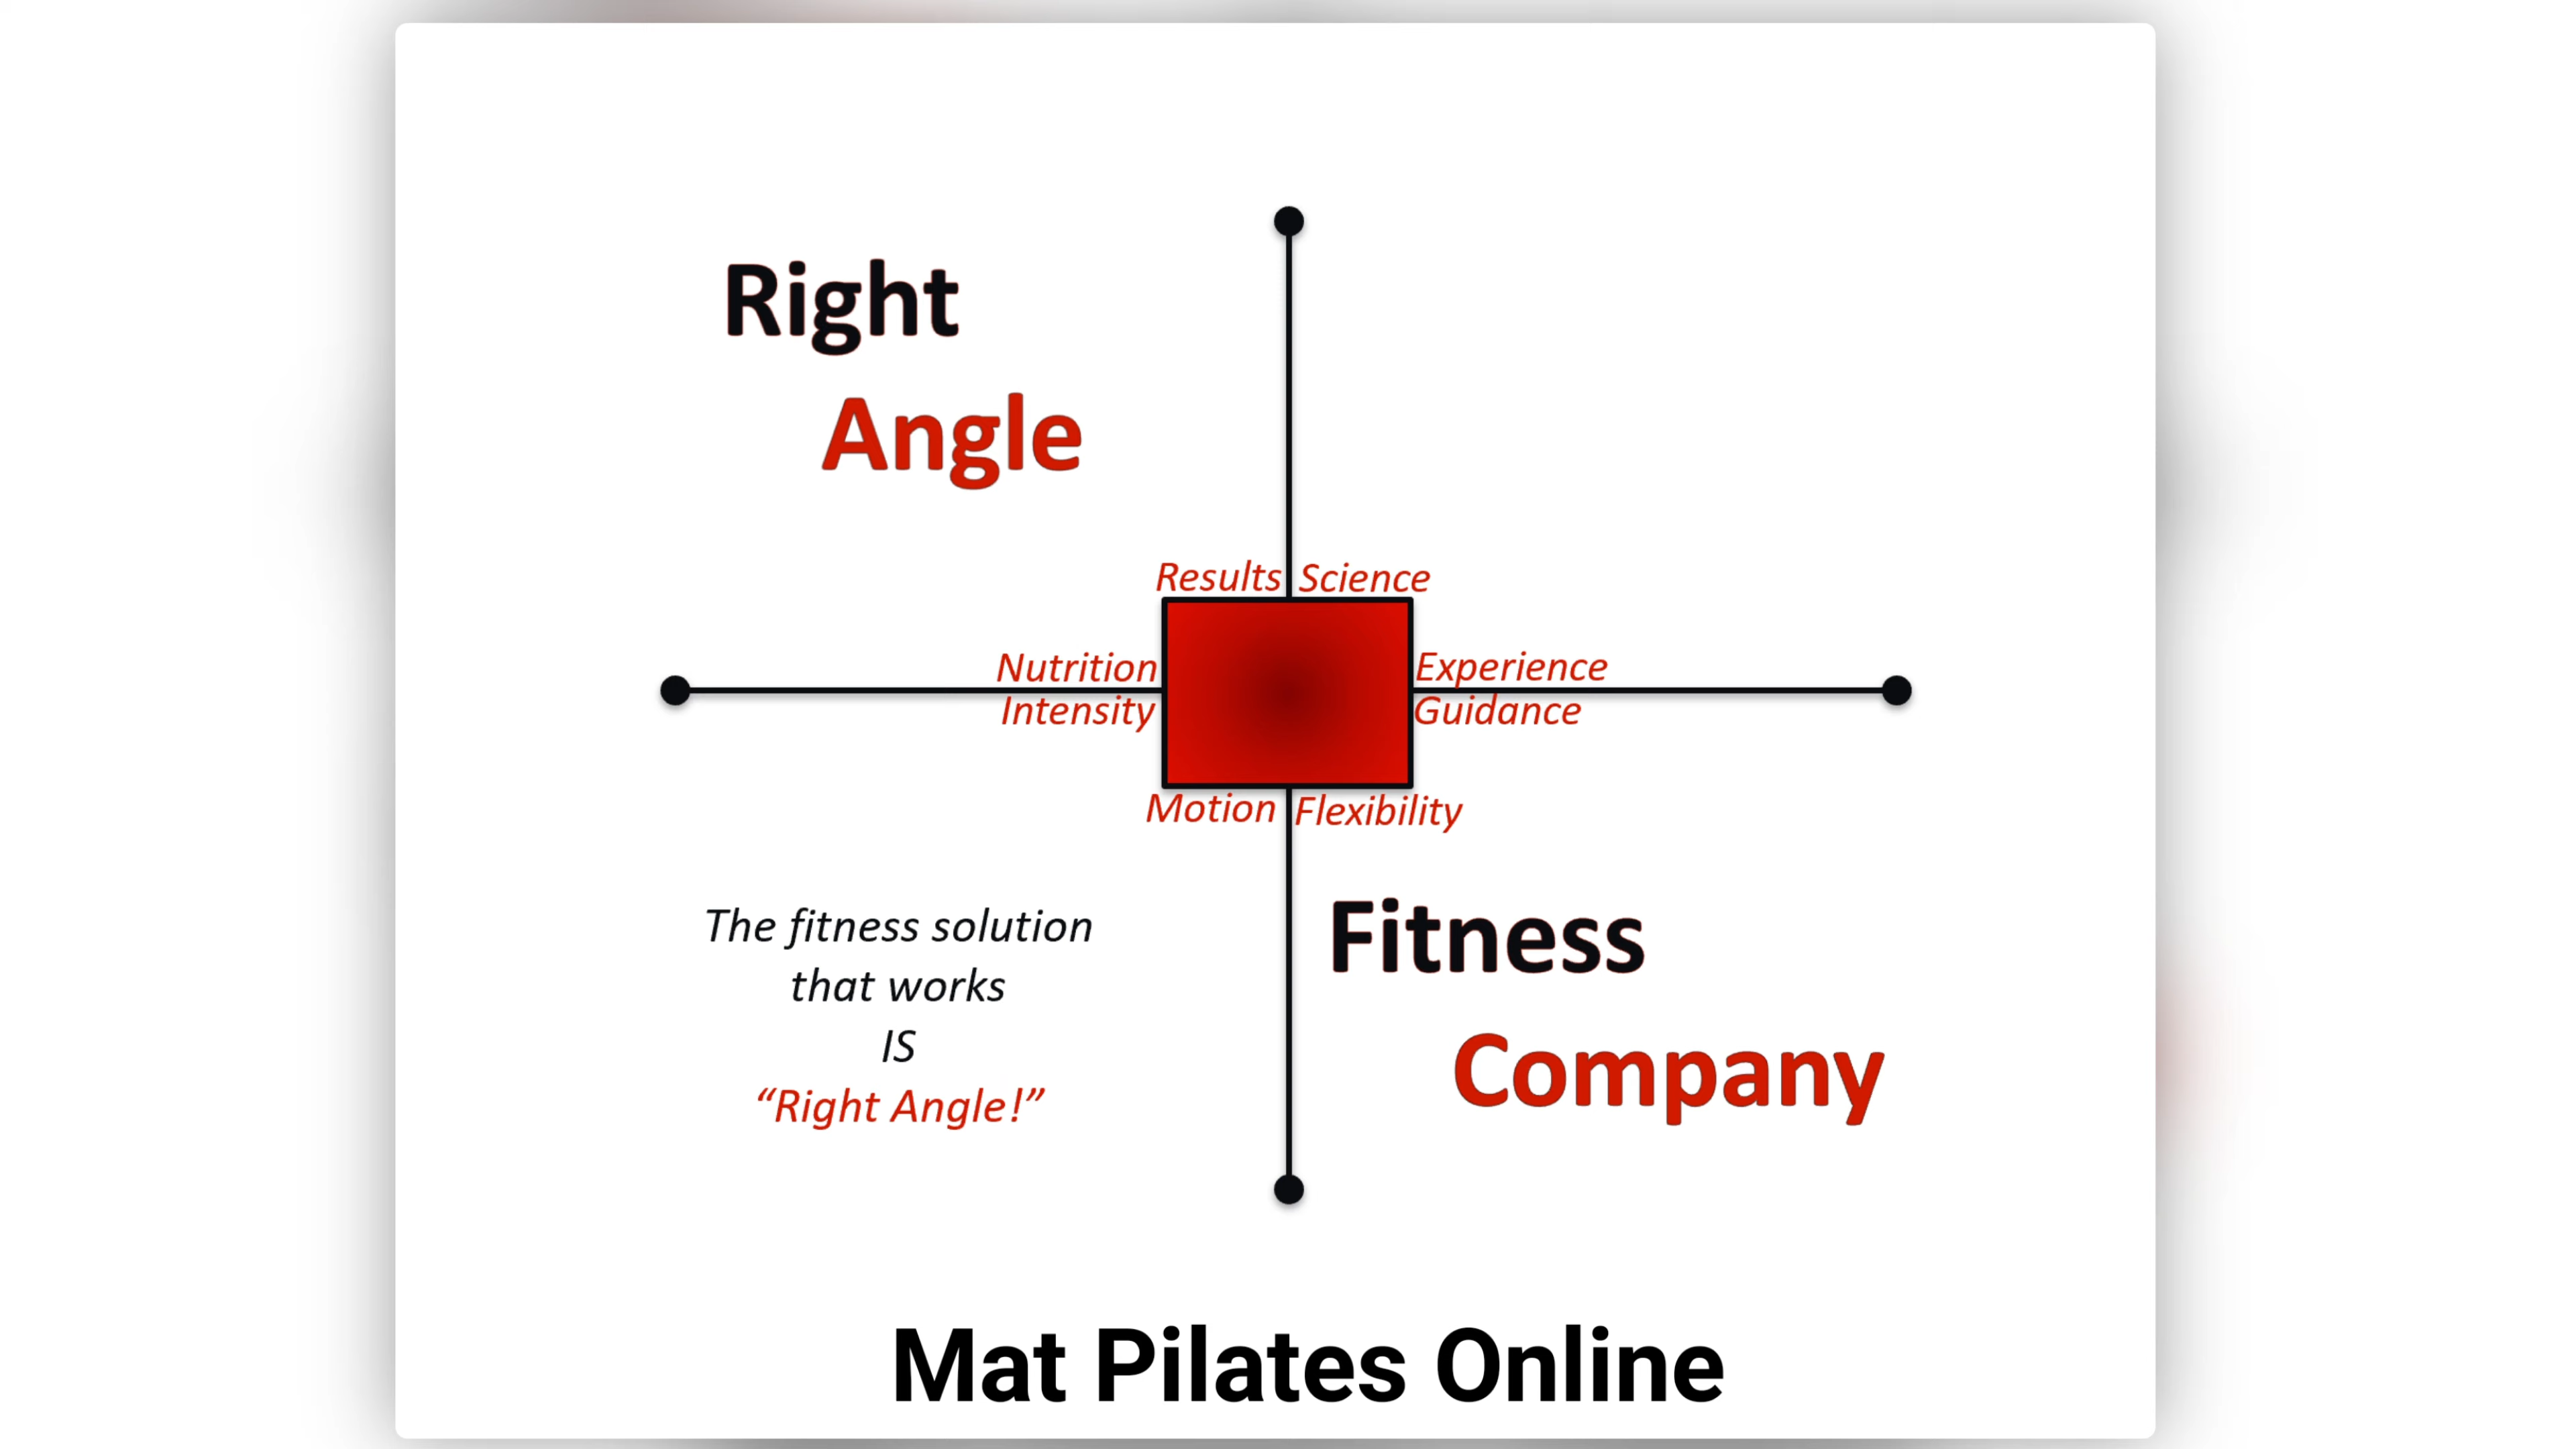 Right
Angle
Results Science
Nutrition Experience
Intensity Guidance
Motion Flexibility
The fitness solution
that works
IS
“Right Angle!”
Fitness
Company
Mat Pilates Online